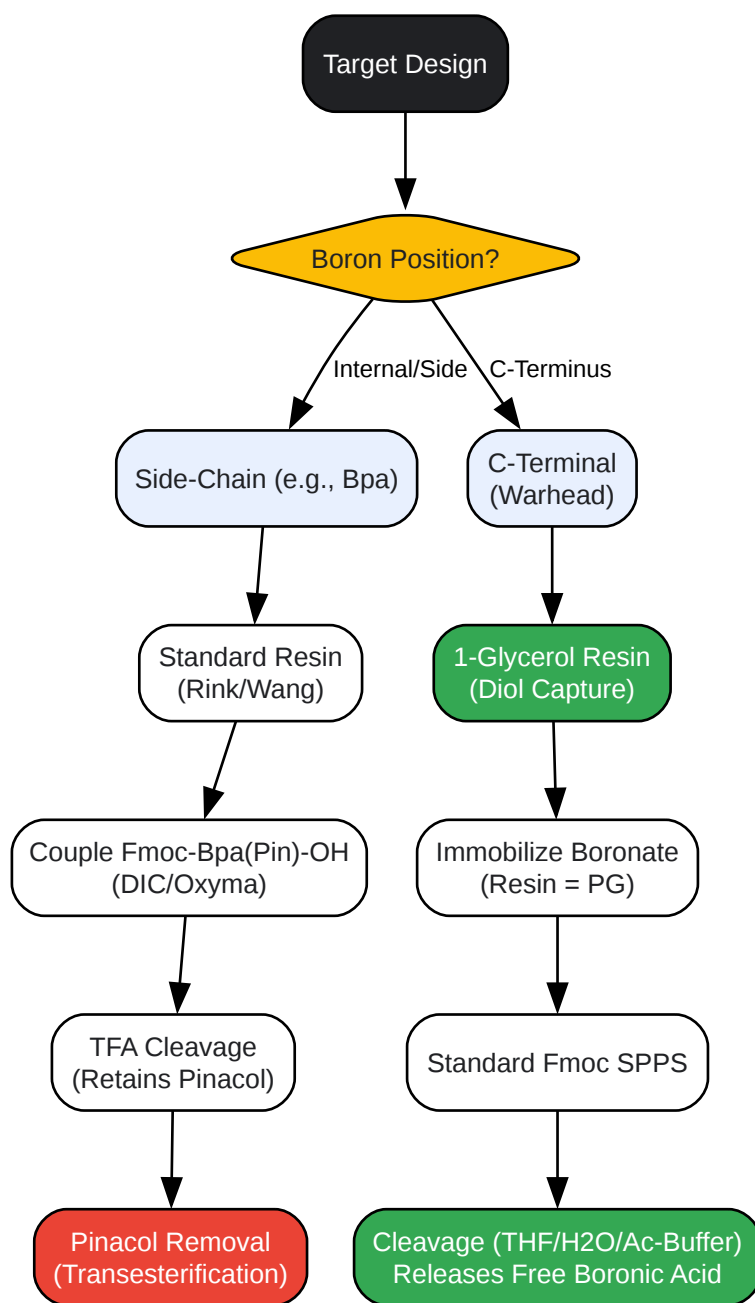 Target Design
Boron Position?
Internal/Side
C-Terminus
Side-Chain (e.g., Bpa)
C-Terminal
(Warhead)
Standard Resin
(Rink/Wang)
1-Glycerol Resin
(Diol Capture)
Couple Fmoc-Bpa(Pin)-OH
(DIC/Oxyma)
Immobilize Boronate
(Resin = PG)
TFA Cleavage
(Retains Pinacol)
Standard Fmoc SPPS
Pinacol Removal
(Transesterification)
Cleavage (THF/H2O/Ac-Buffer)
Releases Free Boronic Acid